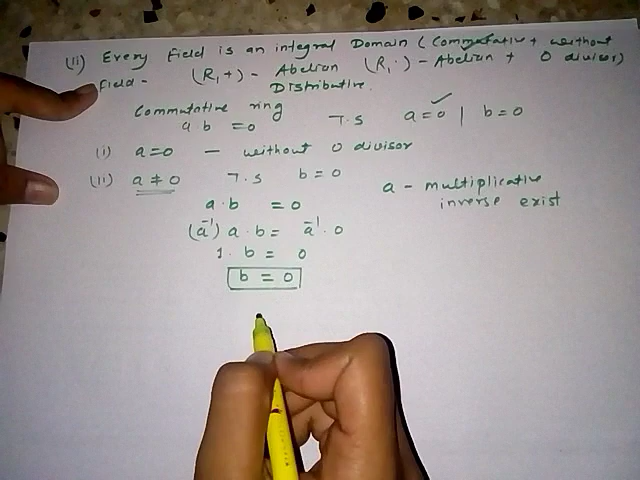 (ii) Every Field is an integral Domain (Commutative + without
Field - (R,+) - Abelian (R,·) - Abelian + 0 divisor)
Distributive.
Commutative ring
a b = 0 T.S a = 0 | b = 0
(i) a = 0 — without 0 divisor
(ii) a ≠ 0 T.S b = 0 a - multiplicative
inverse exist
a · b = 0
(a⁻¹) a · b = a⁻¹ · 0
1 · b = 0
b = 0